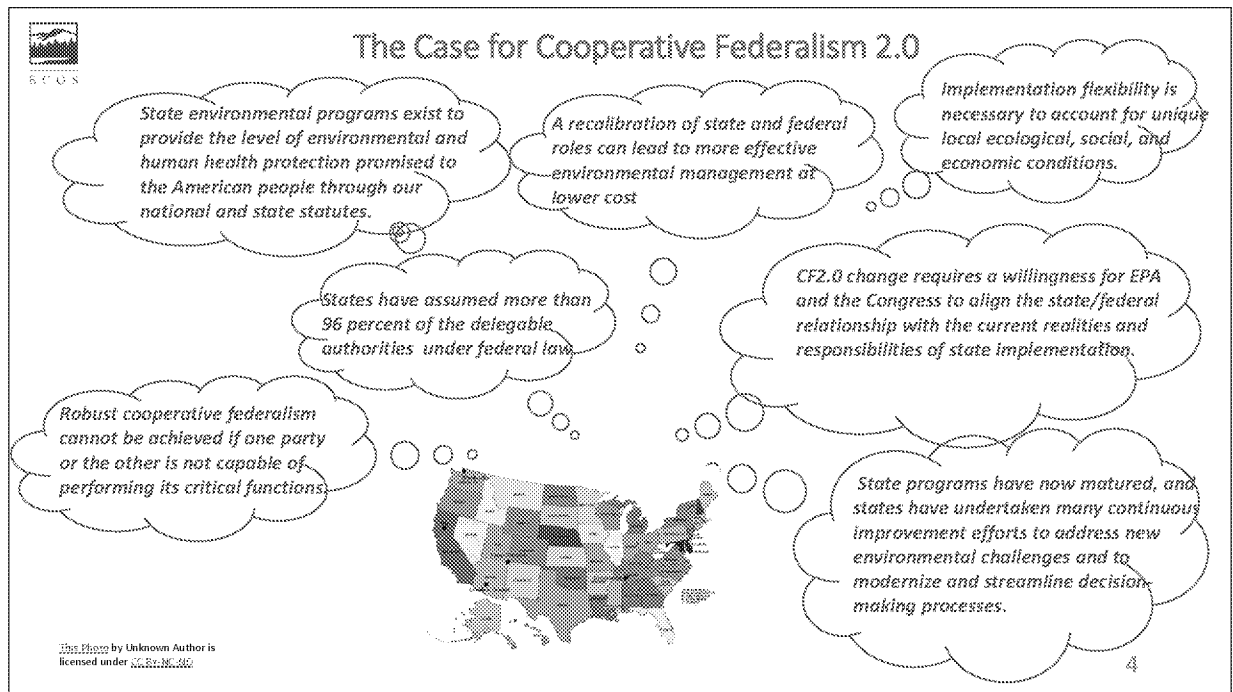 The Case for Cooperative Federalism 2.0
E C O S
State environmental programs exist to
provide the level of environmental and
human health protection promised to
the American people through our
national and state statutes.
A recalibration of state and federal
roles can lead to more effective
environmental management at
lower cost
Implementation flexibility is
necessary to account for unique
local ecological, social, and
economic conditions.
States have assumed more than
96 percent of the delegable
authorities under federal law
CF2.0 change requires a willingness for EPA
and the Congress to align the state/federal
relationship with the current realities and
responsibilities of state implementation.
Robust cooperative federalism
cannot be achieved if one party
or the other is not capable of
performing its critical functions
State programs have now matured, and
states have undertaken many continuous
improvement efforts to address new
environmental challenges and to
modernize and streamline decision-
making processes.
This Photo by Unknown Author is
licensed under CC BY-NC-ND
4